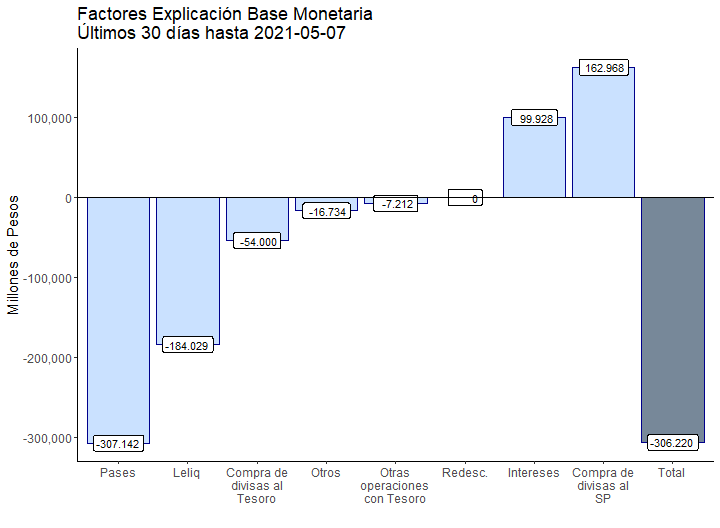 Factores Explicación Base Monetaria
Últimos 30 días hasta 2021-05-07
Millones de Pesos
100,000
0
-100,000
-200,000
-300,000
-307.142
-184.029
-54.000
-16.734
-7.212
0
99.928
162.968
-306.220
Pases
Leliq
Compra de
divisas al
Tesoro
Otros
Otras
operaciones
con Tesoro
Redesc.
Intereses
Compra de
divisas al
SP
Total